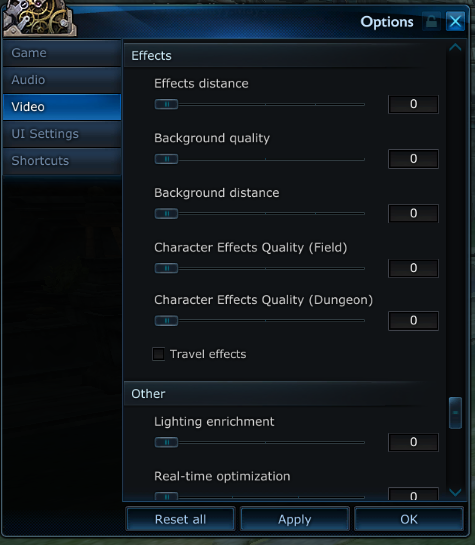 Options
Game
Audio
Video
UI Settings
Shortcuts
Effects
Effects distance
0
Background quality
0
Background distance
0
Character Effects Quality (Field)
0
Character Effects Quality (Dungeon)
0
Travel effects
Other
Lighting enrichment
0
Real-time optimization
0
Reset all
Apply
OK